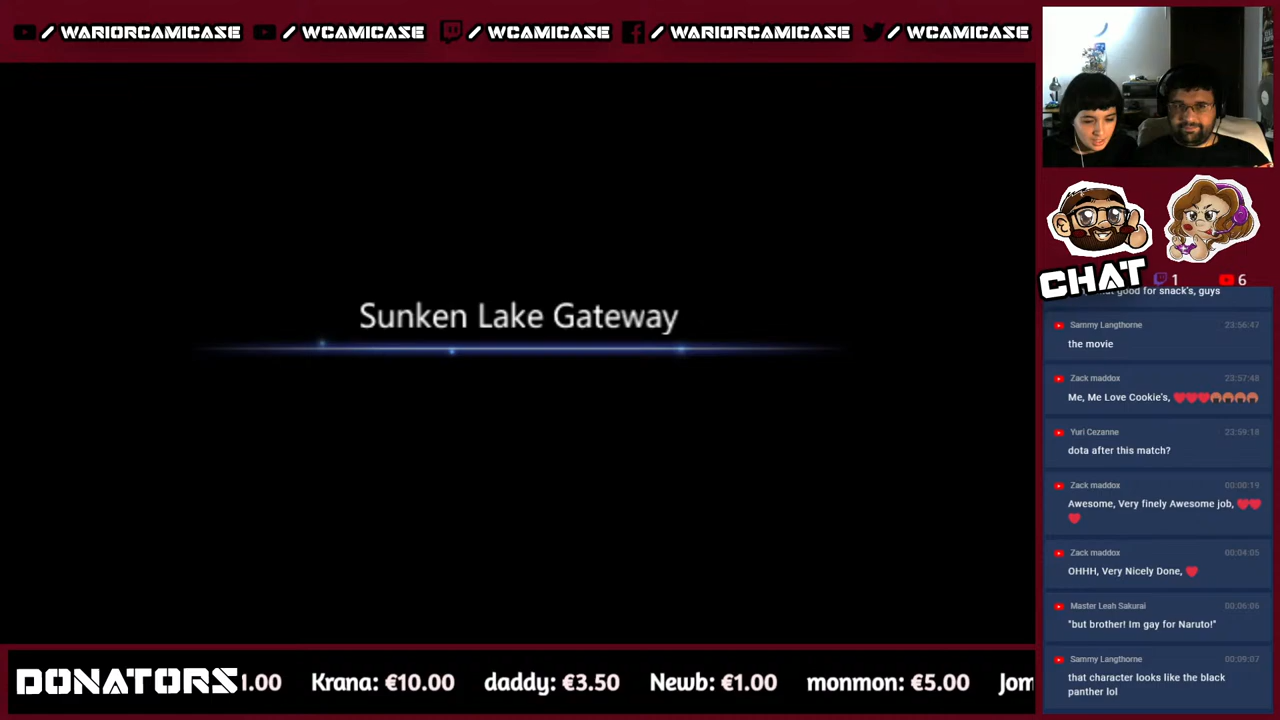 / WARIORCAMICASE / WCAMICASE / WCAMICASE / WARIORCAMICASE / WCAMICASE
Sunken Lake Gateway
CHAT
1 6
good for snack's, guys
Sammy Langthorne 23:56:47
the movie
Zack maddox 23:57:48
Me, Me Love Cookie's, ❤❤❤
Yuri Cezanne 23:59:18
dota after this match?
Zack maddox 00:00:19
Awesome, Very finely Awesome job, ❤❤
❤
Zack maddox 00:04:05
OHHH, Very Nicely Done, ❤
Master Leah Sakurai 00:06:06
"but brother! Im gay for Naruto!"
Sammy Langthorne 00:09:07
that character looks like the black
panther lol
DONATORS 1.00 Krana: €10.00 daddy: €3.50 Newb: €1.00 monmon: €5.00 Jom